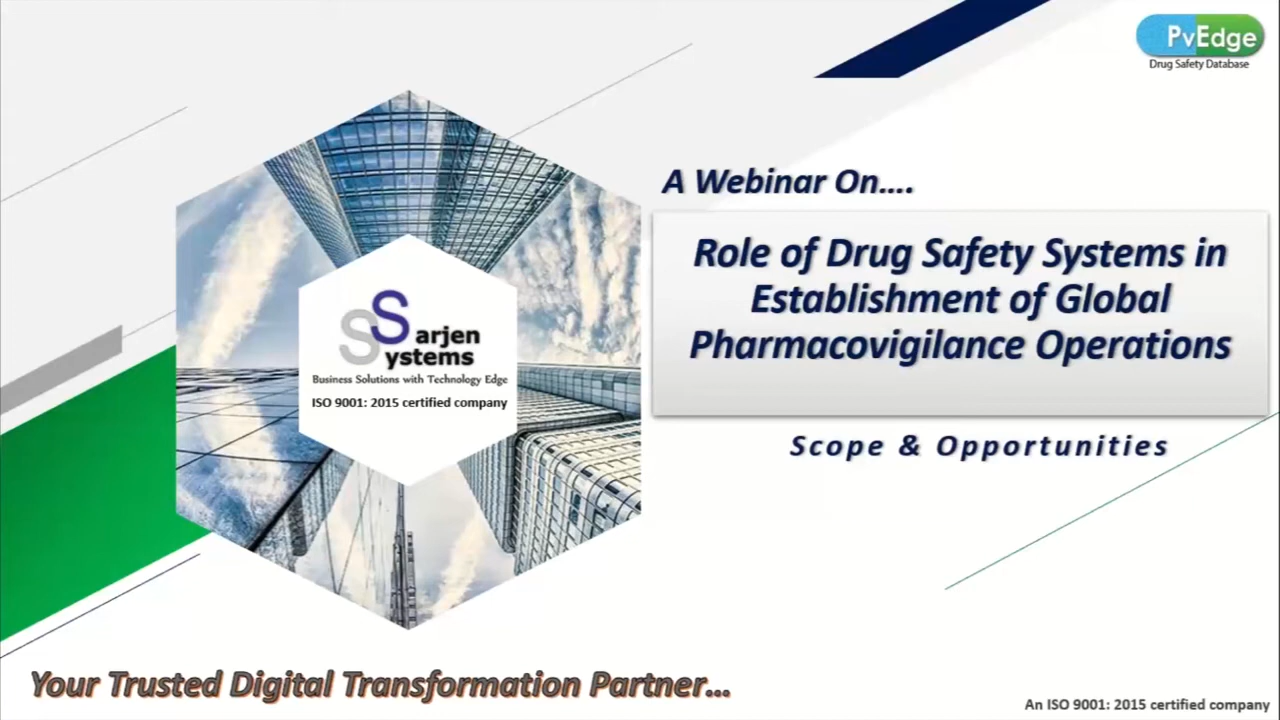 PvEdge
Drug Safety Database
A Webinar On....
Role of Drug Safety Systems in
Establishment of Global
Pharmacovigilance Operations
Scope & Opportunities
Sarjen
Systems
Business Solutions with Technology Edge
ISO 9001: 2015 certified company
Your Trusted Digital Transformation Partner...
An ISO 9001: 2015 certified company